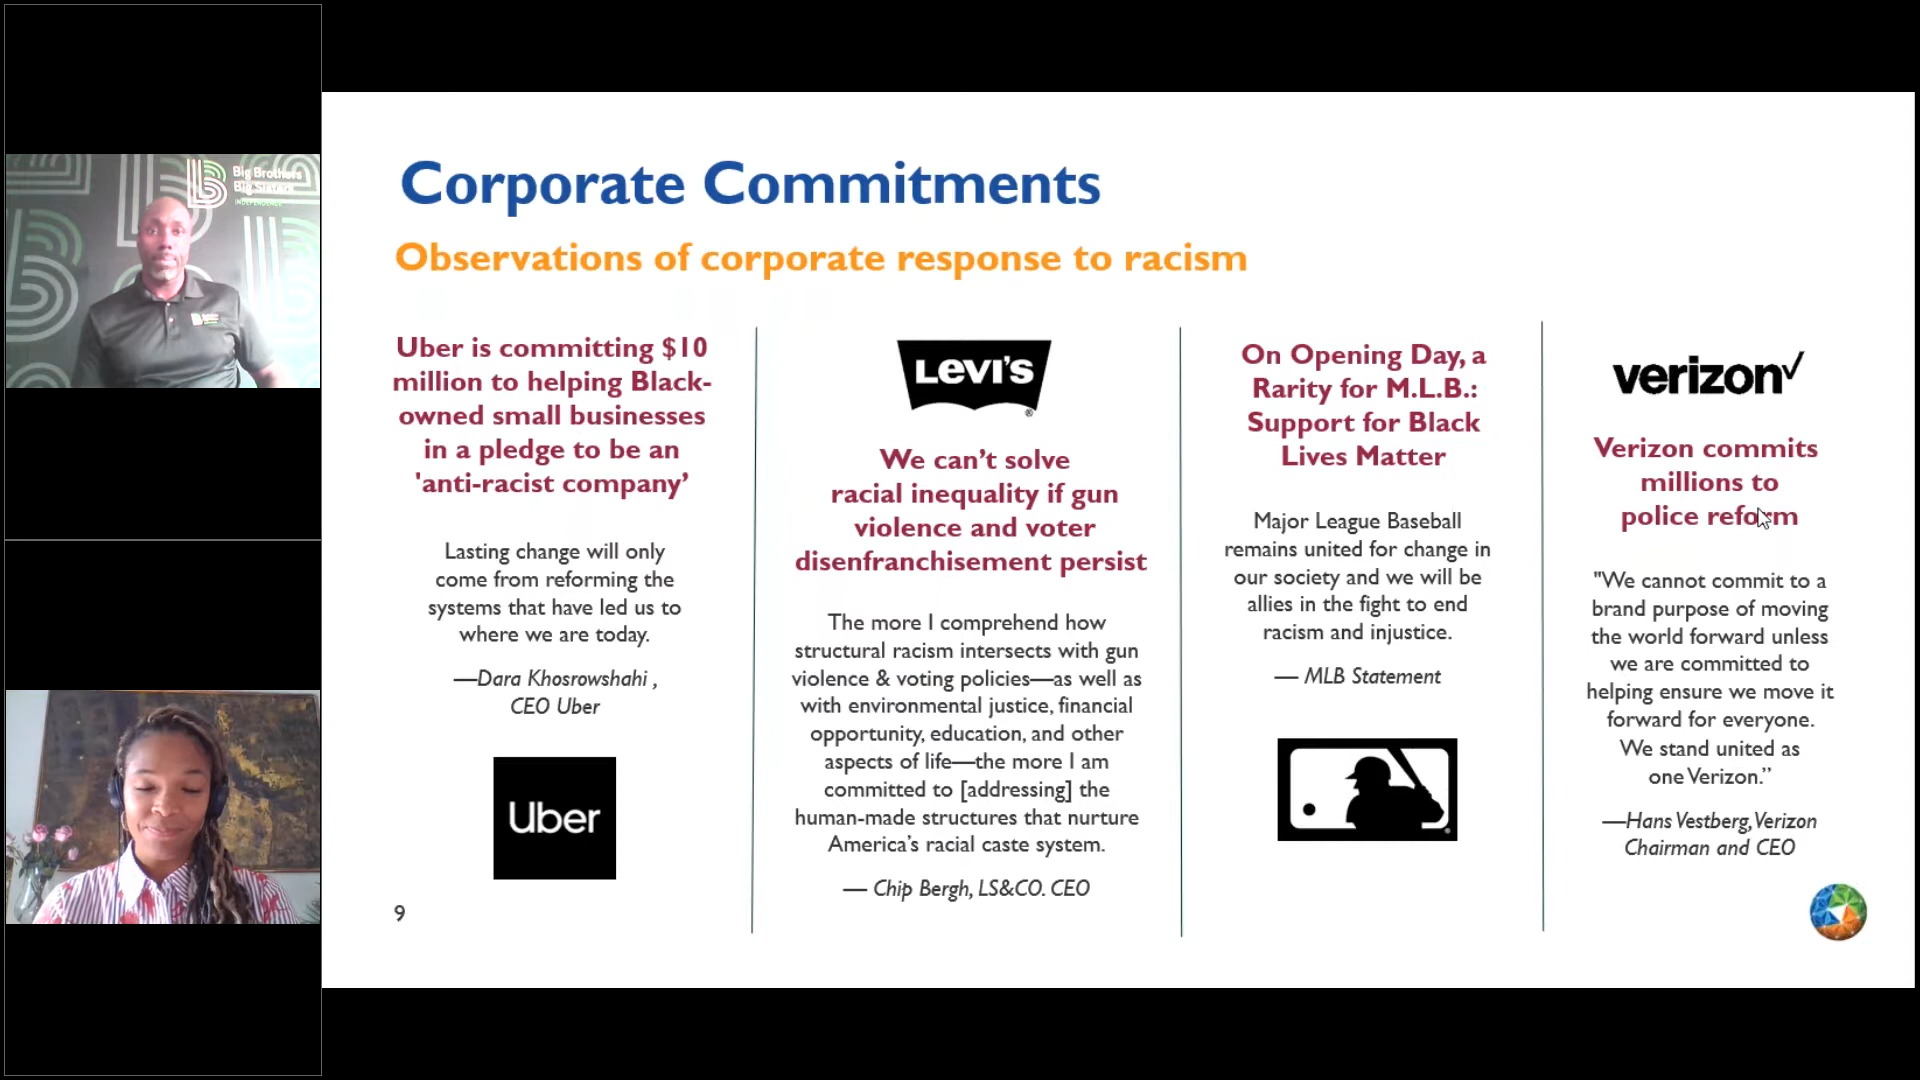 Big Brothers
Big Sisters
INDEPENDENCE
Corporate Commitments
Observations of corporate response to racism
Uber is committing $10
million to helping Black-
owned small businesses
in a pledge to be an
'anti-racist company’
Lasting change will only
come from reforming the
systems that have led us to
where we are today.
—Dara Khosrowshahi ,
CEO Uber
Uber
9
LEVI'S
®
We can’t solve
racial inequality if gun
violence and voter
disenfranchisement persist
The more I comprehend how
structural racism intersects with gun
violence & voting policies—as well as
with environmental justice, financial
opportunity, education, and other
aspects of life—the more I am
committed to [addressing] the
human-made structures that nurture
America’s racial caste system.
— Chip Bergh, LS&CO. CEO
On Opening Day, a
Rarity for M.L.B.:
Support for Black
Lives Matter
Major League Baseball
remains united for change in
our society and we will be
allies in the fight to end
racism and injustice.
— MLB Statement
verizon
Verizon commits
millions to
police reform
"We cannot commit to a
brand purpose of moving
the world forward unless
we are committed to
helping ensure we move it
forward for everyone.
We stand united as
one Verizon.”
—Hans Vestberg, Verizon
Chairman and CEO